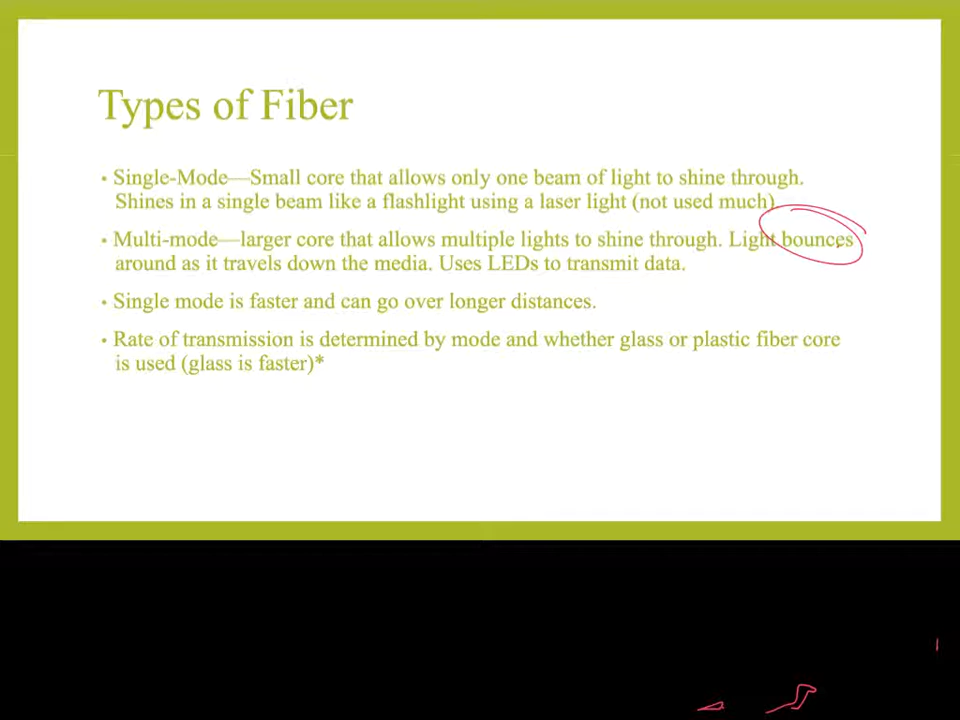 Types of Fiber
• Single-Mode—Small core that allows only one beam of light to shine through.
Shines in a single beam like a flashlight using a laser light (not used much).
• Multi-mode—larger core that allows multiple lights to shine through. Light bounces
around as it travels down the media. Uses LEDs to transmit data.
• Single mode is faster and can go over longer distances.
• Rate of transmission is determined by mode and whether glass or plastic fiber core
is used (glass is faster)*